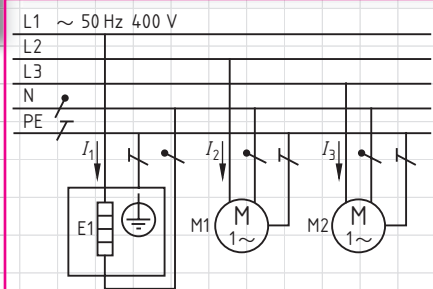 L1 ~ 50 Hz 400 V
L2
L3
N
PE
I₁ I₂ I₃
E1 M1 M 1~ M2 M 1~